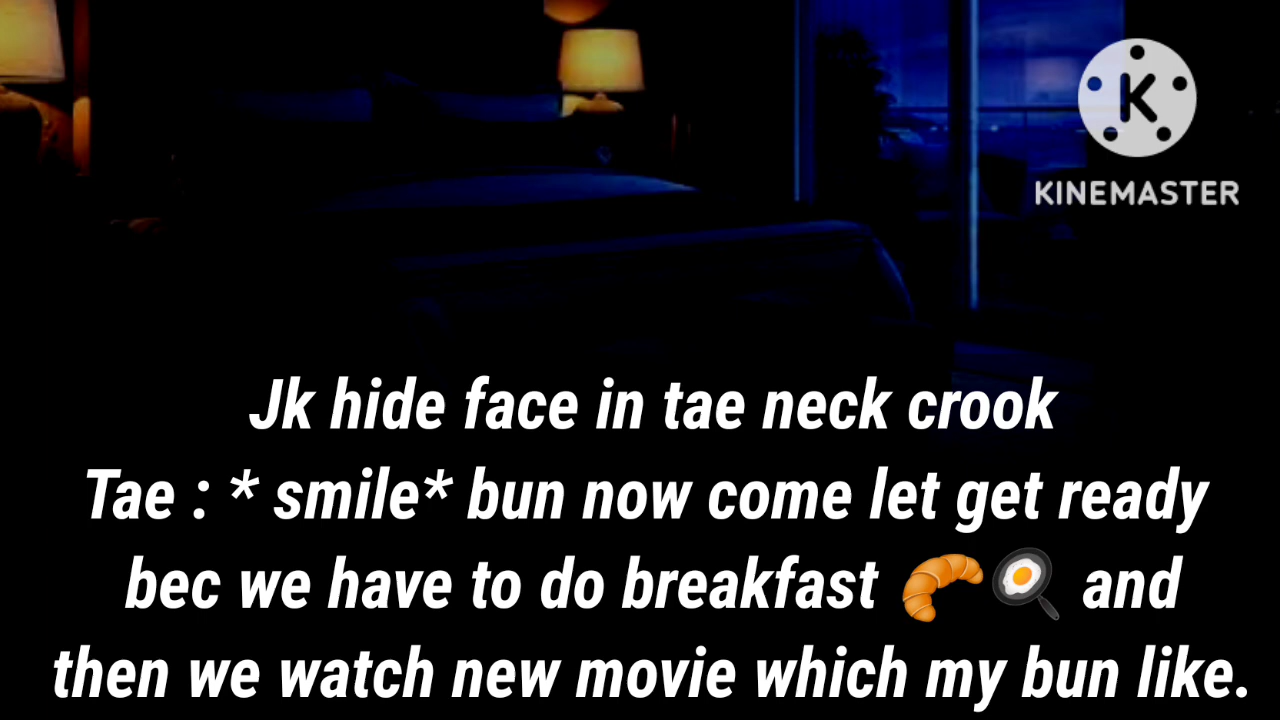 KINEMASTER
Jk hide face in tae neck crook
Tae : * smile* bun now come let get ready
bec we have to do breakfast 🥐🍳 and
then we watch new movie which my bun like.